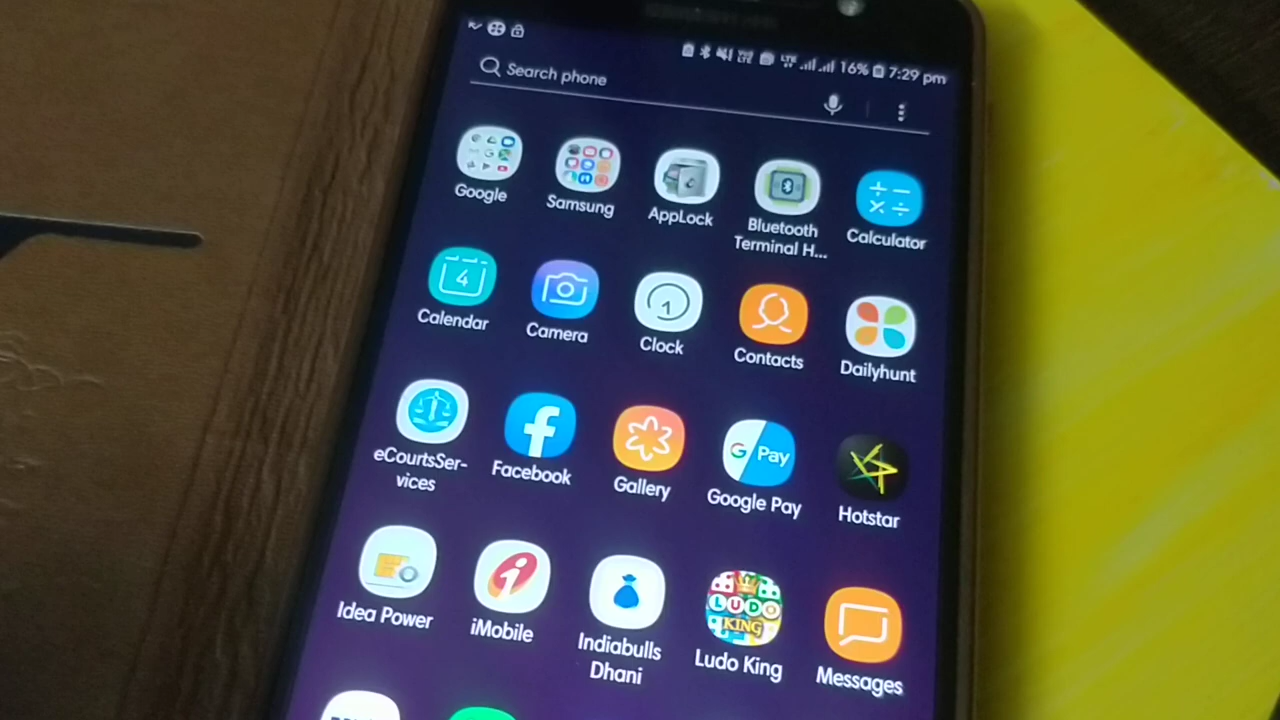 16% 7:29 pm
Search phone
Google
Samsung
AppLock
Bluetooth
Terminal H...
Calculator
4
Calendar
Camera
1
Clock
Contacts
Dailyhunt
eCourtsSer-
vices
Facebook
Gallery
G Pay
Google Pay
Hotstar
Idea Power
iMobile
Indiabulls
Dhani
LUDO
KING
Ludo King
Messages